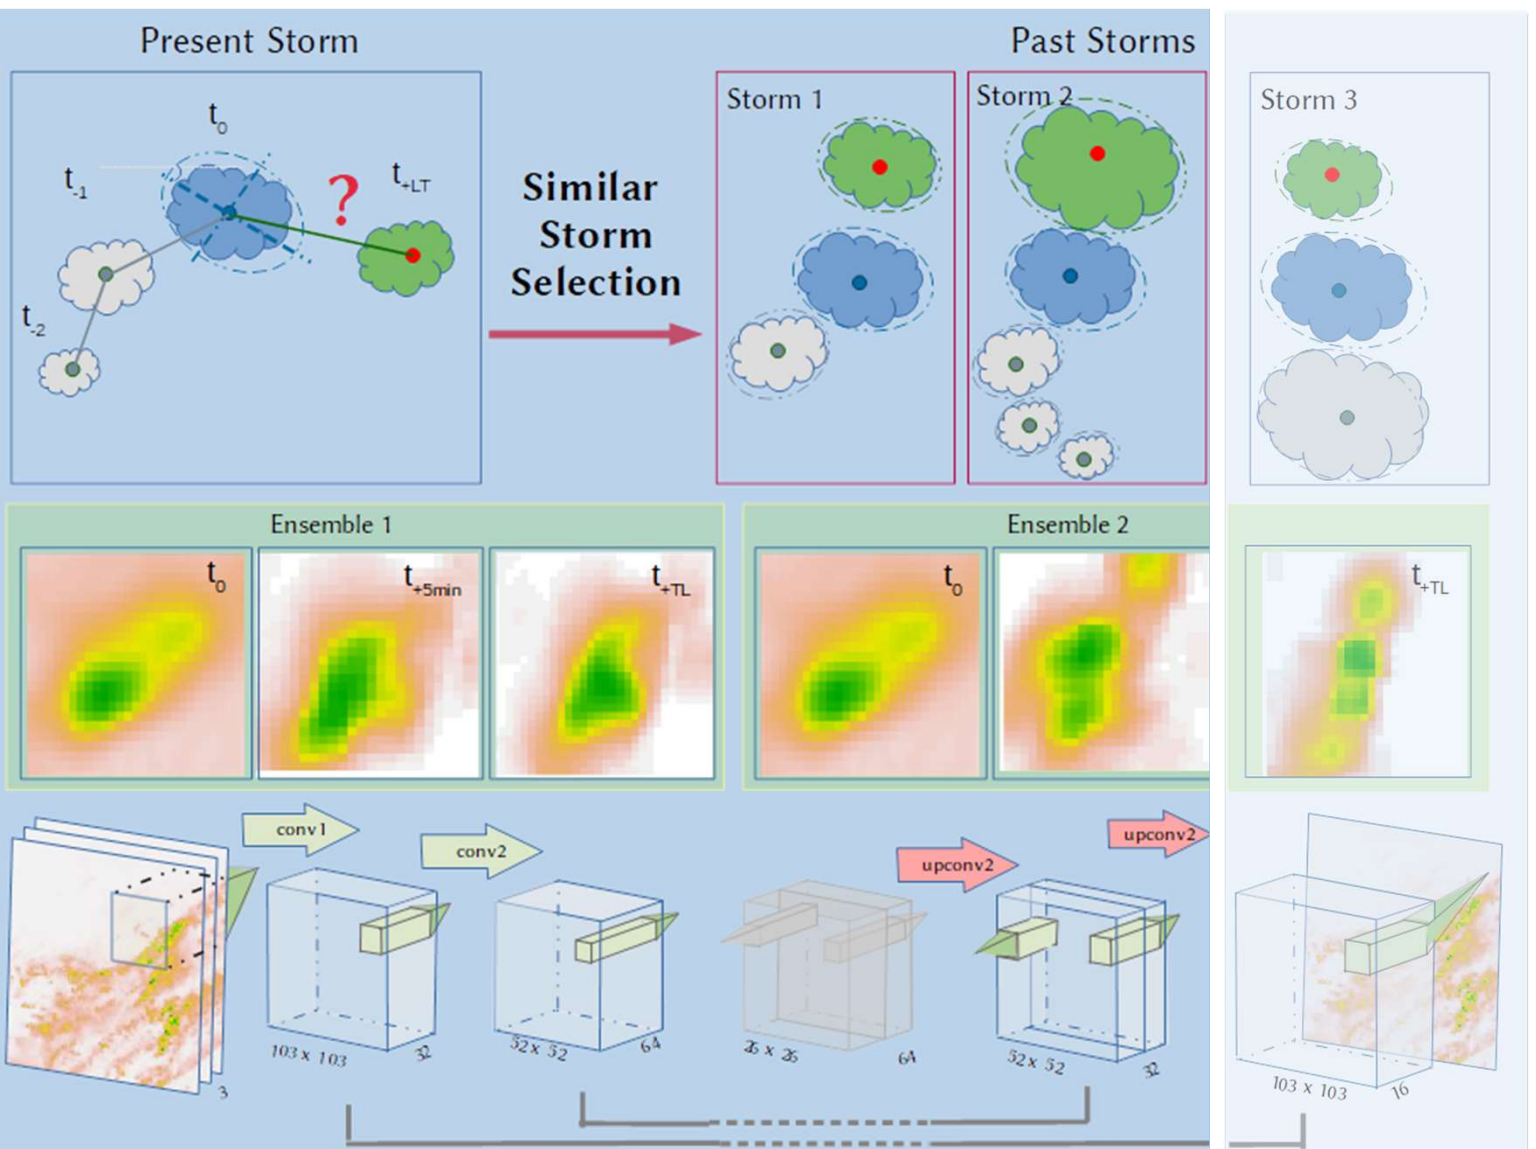 Present Storm
Past Storms
t0
t-1
t+LT
?
t-2
Similar
Storm
Selection
Storm 1
Storm 2
Storm 3
Ensemble 1
Ensemble 2
t0
t+5min
t+TL
t0
t+TL
conv1
conv2
upconv2
upconv2
3
103 x 103
32
52 x 52
64
26 x 26
64
52 x 52
32
103 x 103
16